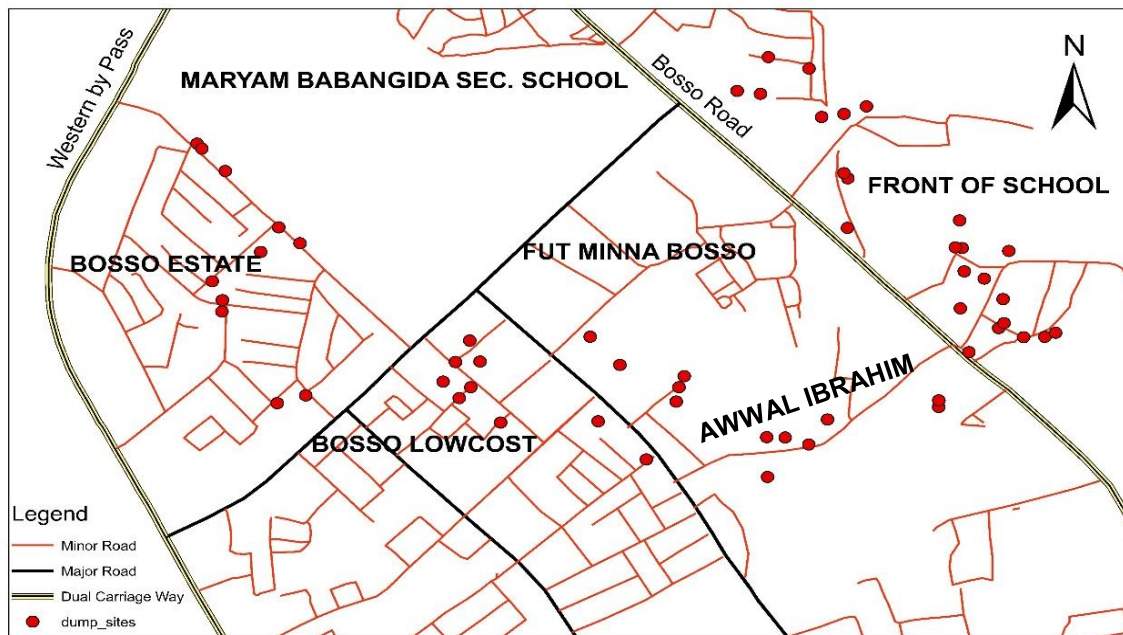 Western by Pass
MARYAM BABANGIDA SEC. SCHOOL
Bosso Road
N
FRONT OF SCHOOL
BOSSO ESTATE
FUT MINNA BOSSO
AWWAL IBRAHIM
BOSSO LOWCOST
Legend
Minor Road
Major Road
Dual Carriage Way
dump_sites